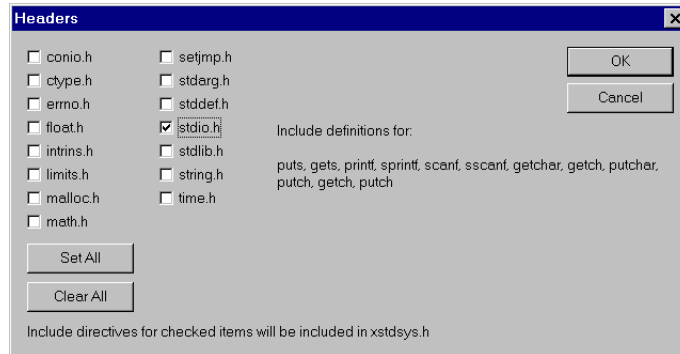 Headers
conio.h
ctype.h
errno.h
float.h
intrins.h
limits.h
malloc.h
math.h
setjmp.h
stdarg.h
stddef.h
stdio.h
stdlib.h
string.h
time.h
OK
Cancel
Include definitions for:
puts, gets, printf, sprintf, scanf, sscanf, getchar, getch, putchar,
putch, getch, putch
Set All
Clear All
Include directives for checked items will be included in xstdsys.h